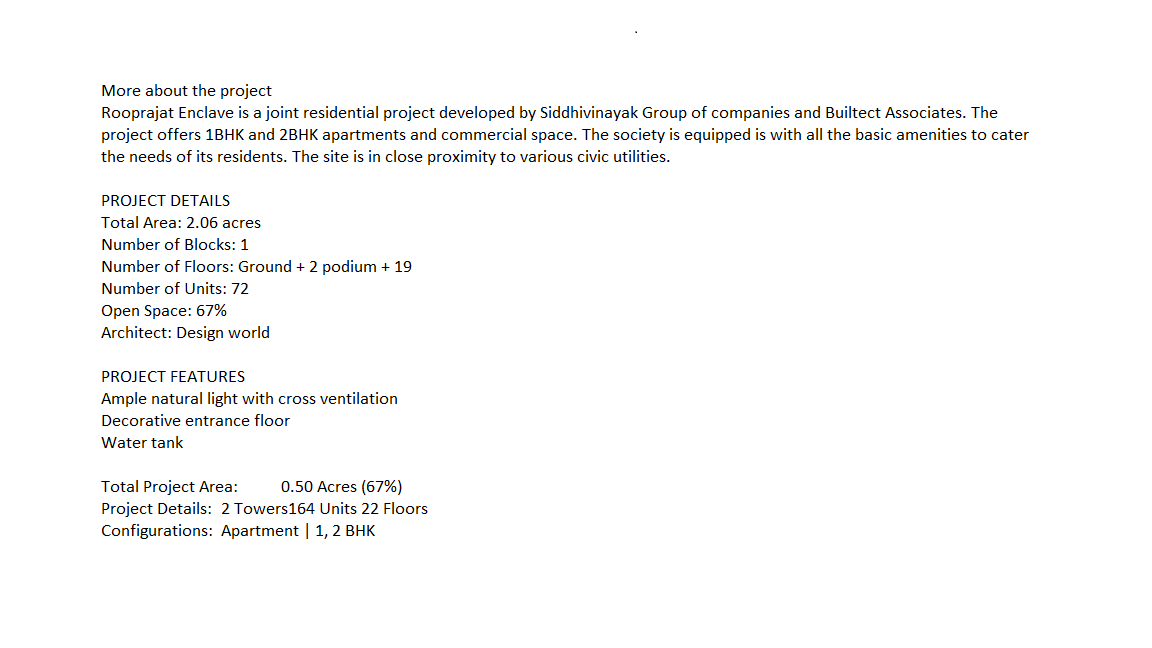 More about the project
Rooprajat Enclave is a joint residential project developed by Siddhivinayak Group of companies and Builtect Associates. The
project offers 1BHK and 2BHK apartments and commercial space. The society is equipped is with all the basic amenities to cater
the needs of its residents. The site is in close proximity to various civic utilities.
PROJECT DETAILS
Total Area: 2.06 acres
Number of Blocks: 1
Number of Floors: Ground + 2 podium + 19
Number of Units: 72
Open Space: 67%
Architect: Design world
PROJECT FEATURES
Ample natural light with cross ventilation
Decorative entrance floor
Water tank
Total Project Area: 0.50 Acres (67%)
Project Details: 2 Towers164 Units 22 Floors
Configurations: Apartment | 1, 2 BHK